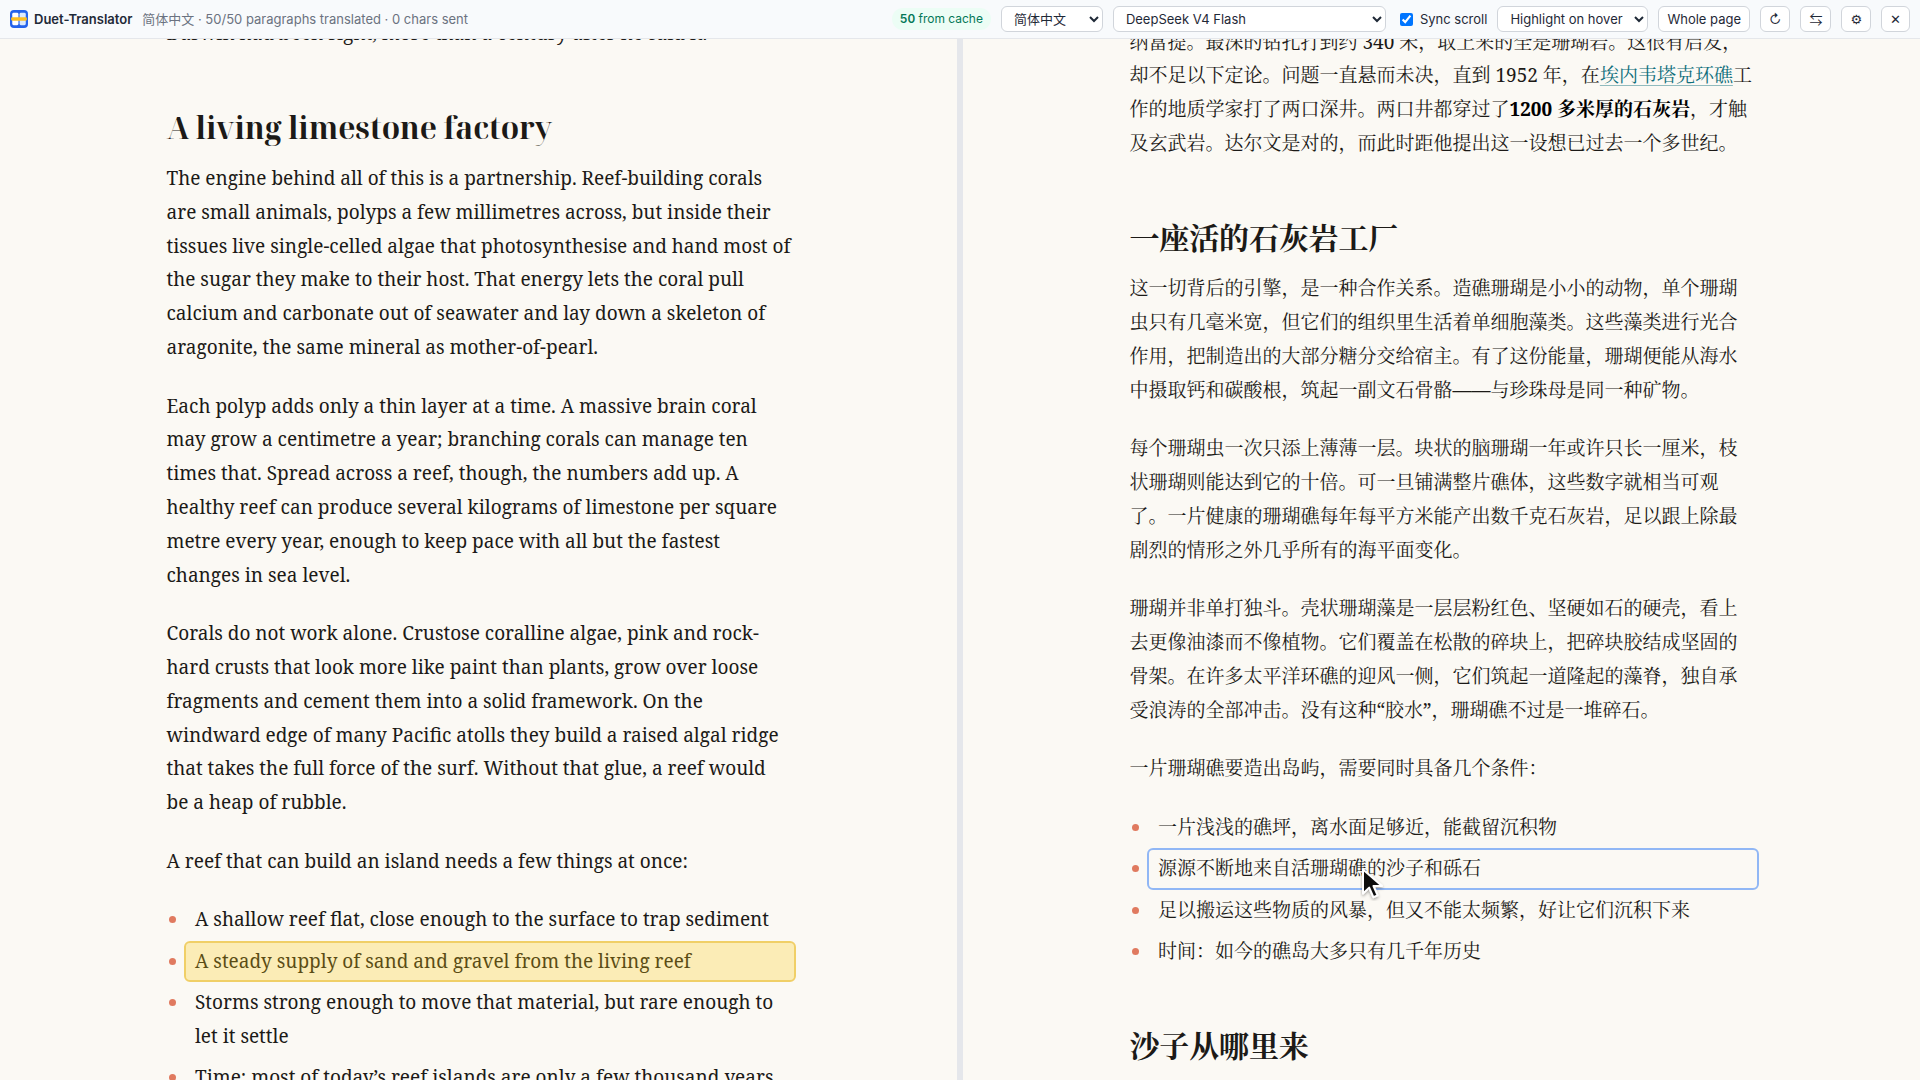 Duet-Translator 简体中文 · 50/50 paragraphs translated · 0 chars sent
50 from cache 简体中文 DeepSeek V4 Flash Sync scroll Highlight on hover Whole page
A living limestone factory
The engine behind all of this is a partnership. Reef-building corals
are small animals, polyps a few millimetres across, but inside their
tissues live single-celled algae that photosynthesise and hand most of
the sugar they make to their host. That energy lets the coral pull
calcium and carbonate out of seawater and lay down a skeleton of
aragonite, the same mineral as mother-of-pearl.
Each polyp adds only a thin layer at a time. A massive brain coral
may grow a centimetre a year; branching corals can manage ten
times that. Spread across a reef, though, the numbers add up. A
healthy reef can produce several kilograms of limestone per square
metre every year, enough to keep pace with all but the fastest
changes in sea level.
Corals do not work alone. Crustose coralline algae, pink and rock-
hard crusts that look more like paint than plants, grow over loose
fragments and cement them into a solid framework. On the
windward edge of many Pacific atolls they build a raised algal ridge
that takes the full force of the surf. Without that glue, a reef would
be a heap of rubble.
A reef that can build an island needs a few things at once:
A shallow reef flat, close enough to the surface to trap sediment
A steady supply of sand and gravel from the living reef
Storms strong enough to move that material, but rare enough to
let it settle
Time: most of today's reef islands are only a few thousand years
纳富提。最深的钻孔打到约 340 米，取上来的全是珊瑚岩。这很有启发，
却不足以下定论。问题一直悬而未决，直到 1952 年，在埃内韦塔克环礁工
作的地质学家打了两口深井。两口井都穿过了1200 多米厚的石灰岩，才触
及玄武岩。达尔文是对的，而此时距他提出这一设想已过去一个多世纪。
一座活的石灰岩工厂
这一切背后的引擎，是一种合作关系。造礁珊瑚是小小的动物，单个珊瑚
虫只有几毫米宽，但它们的组织里生活着单细胞藻类。这些藻类进行光合
作用，把制造出的大部分糖分交给宿主。有了这份能量，珊瑚便能从海水
中摄取钙和碳酸根，筑起一副文石骨骼——与珍珠母是同一种矿物。
每个珊瑚虫一次只添上薄薄一层。块状的脑珊瑚一年或许只长一厘米，枝
状珊瑚则能达到它的十倍。可一旦铺满整片礁体，这些数字就相当可观
了。一片健康的珊瑚礁每年每平方米能产出数千克石灰岩，足以跟上除最
剧烈的情形之外几乎所有的海平面变化。
珊瑚并非单打独斗。壳状珊瑚藻是一层层粉红色、坚硬如石的硬壳，看上
去更像油漆而不像植物。它们覆盖在松散的碎块上，把碎块胶结成坚固的
骨架。在许多太平洋环礁的迎风一侧，它们筑起一道隆起的藻脊，独自承
受浪涛的全部冲击。没有这种“胶水”，珊瑚礁不过是一堆碎石。
一片珊瑚礁要造出岛屿，需要同时具备几个条件：
一片浅浅的礁坪，离水面足够近，能截留沉积物
源源不断地来自活珊瑚礁的沙子和砾石
足以搬运这些物质的风暴，但又不能太频繁，好让它们沉积下来
时间：如今的礁岛大多只有几千年历史
沙子从哪里来